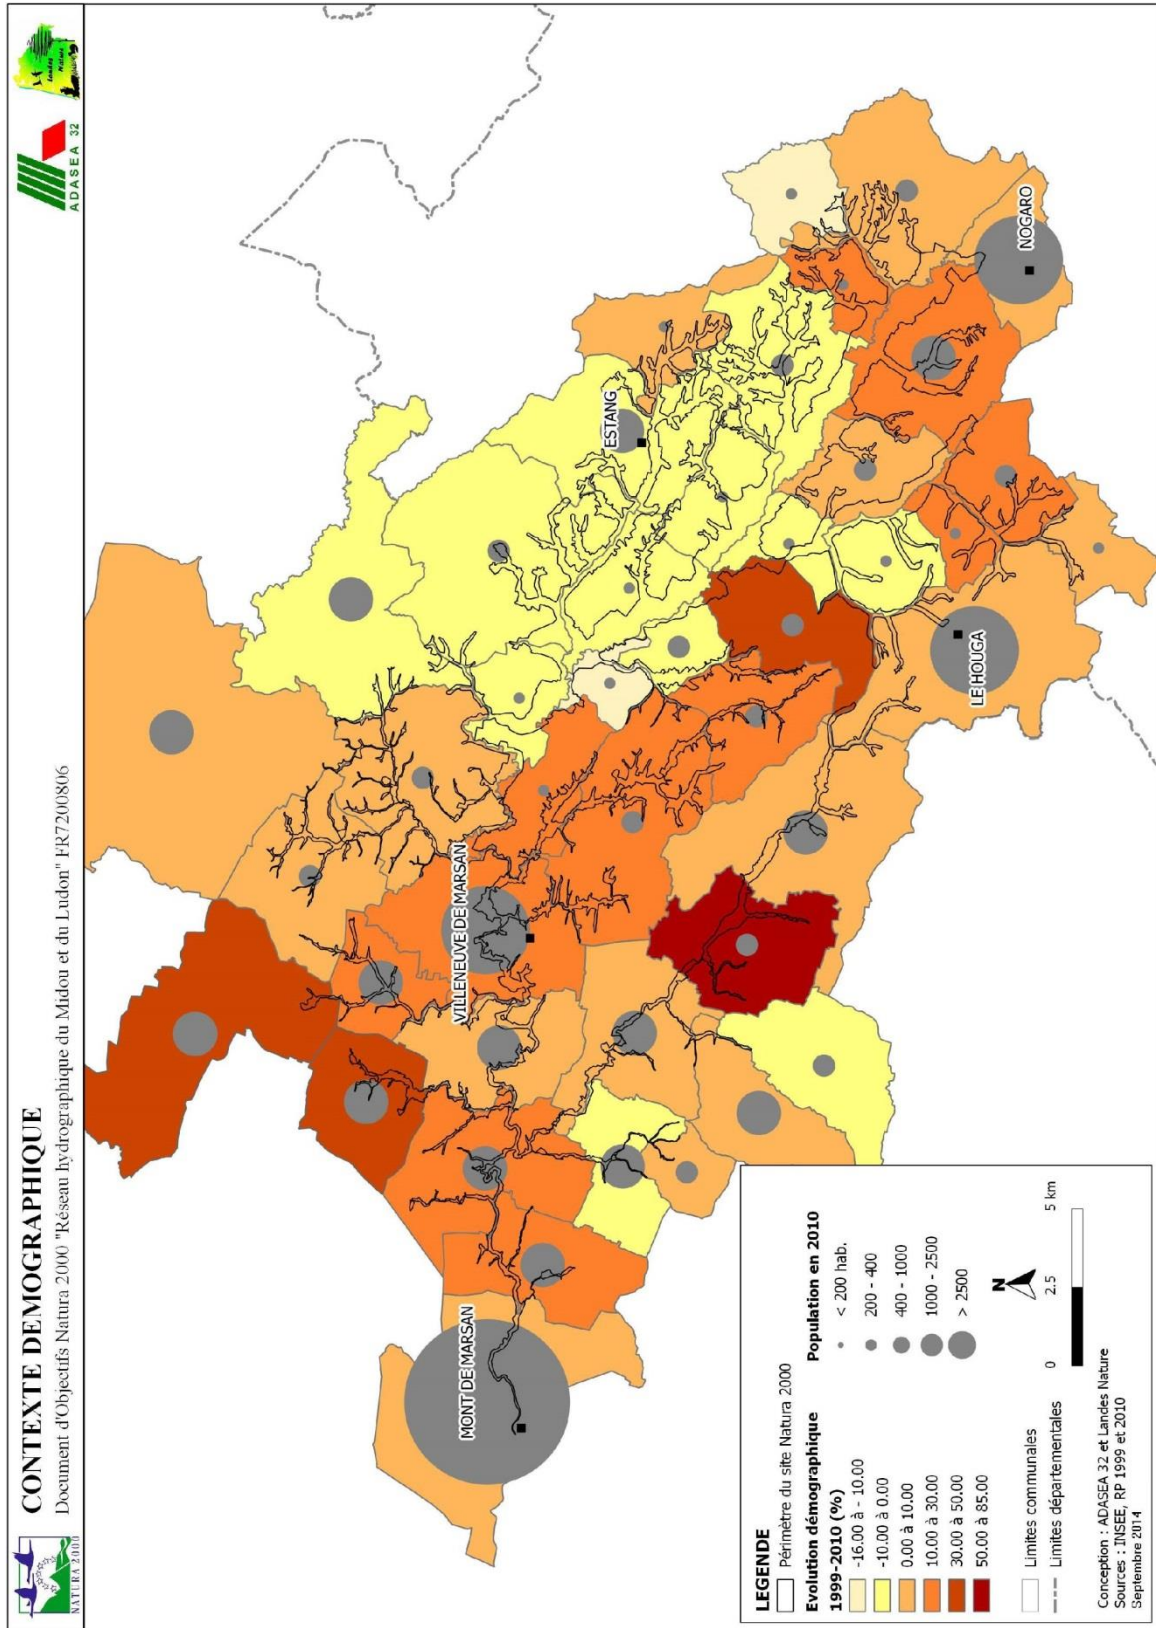 CONTEXTE DEMOGRAPHIQUE
Document d'Objectifs Natura 2000 "Réseau hydrographique du Midou et du Ludon" FR7200806
NATURA 2000
ADASEA 32
Landes
Nature
MONT DE MARSAN
VILLENEUVE DE MARSAN
ESTANG
LE HOUGA
NOGARO
LEGENDE
Périmètre du site Natura 2000
Evolution démographique
1999-2010 (%)
-16.00 à - 10.00
-10.00 à 0.00
0.00 à 10.00
10.00 à 30.00
30.00 à 50.00
50.00 à 85.00
Population en 2010
< 200 hab.
200 - 400
400 - 1000
1000 - 2500
> 2500
Limites communales
Limites départementales
N
0 2.5 5 km
Conception : ADASEA 32 et Landes Nature
Sources : INSEE, RP 1999 et 2010
Septembre 2014